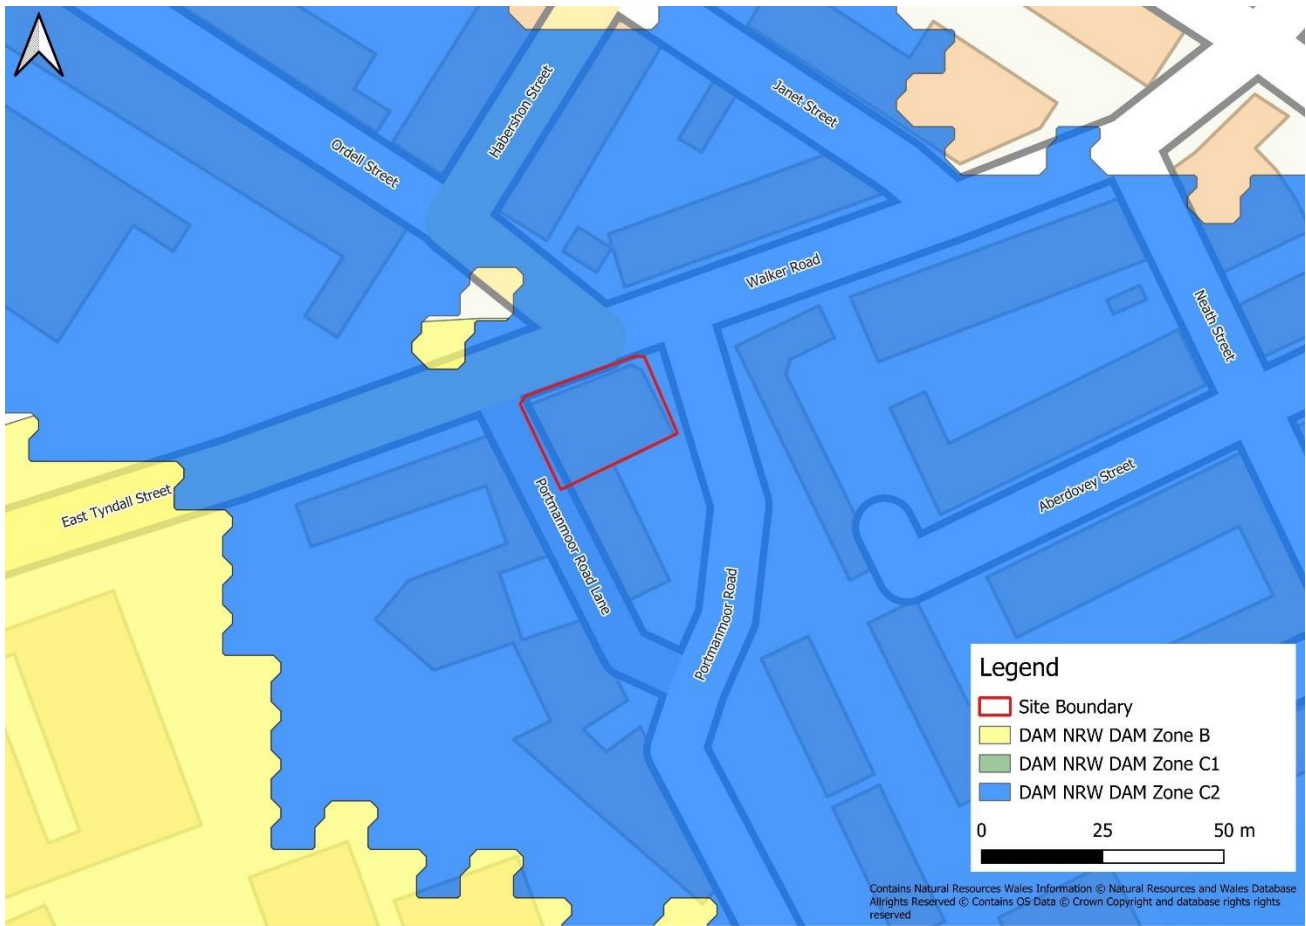 Habershon Street
Janet Street
Ordell Street
Walker Road
Neath Street
East Tyndall Street
Portmanmoor Road Lane
Aberdovey Street
Portmanmoor Road
Legend
Site Boundary
DAM NRW DAM Zone B
DAM NRW DAM Zone C1
DAM NRW DAM Zone C2
0 25 50 m
Contains Natural Resources Wales Information © Natural Resources and Wales Database
Allrights Reserved © Contains OS Data © Crown Copyright and database rights rights
reserved